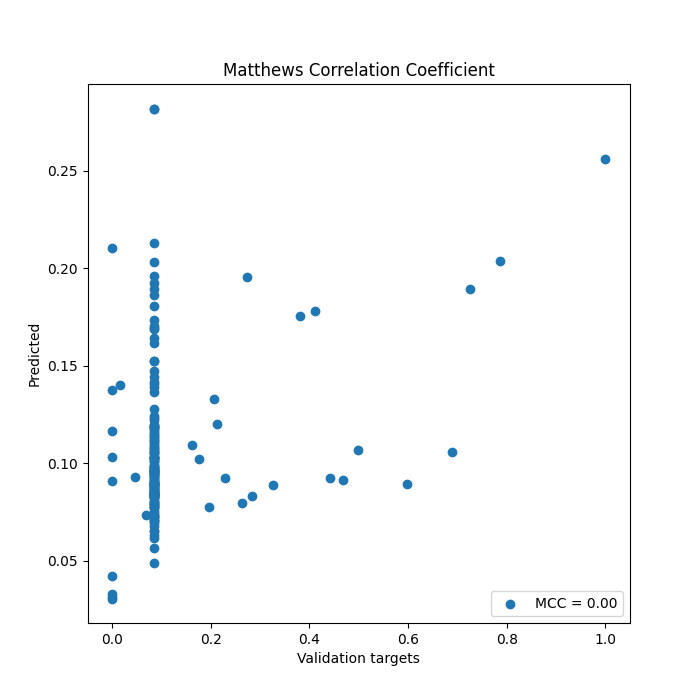 Matthews Correlation Coefficient
0.25
0.20
0.15
0.10
0.05
Predicted
MCC = 0.00
0.0 0.2 0.4 0.6 0.8 1.0
Validation targets